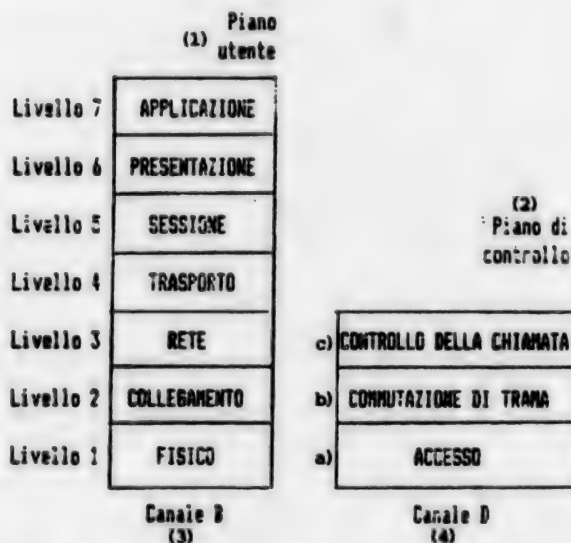 (1) Piano
utente
Livello 7 APPLICAZIONE
Livello 6 PRESENTAZIONE
Livello 5 SESSIONE
Livello 4 TRASPORTO
Livello 3 RETE
Livello 2 COLLEGAMENTO
Livello 1 FISICO
Canale B
(3)
(2)
Piano di
controllo
c) CONTROLLO DELLA CHIAMATA
b) COMMUTAZIONE DI TRAMA
a) ACCESSO
Canale D
(4)